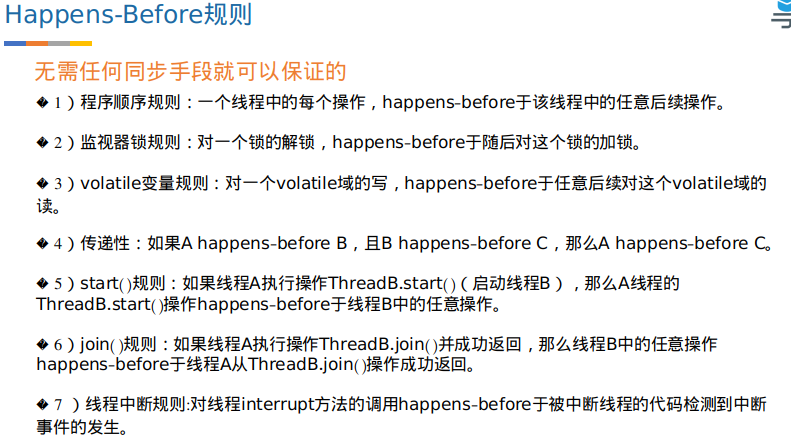 Happens-Before规则
无需任何同步手段就可以保证的
� 1）程序顺序规则：一个线程中的每个操作，happens-before于该线程中的任意后续操作。
� 2）监视器锁规则：对一个锁的解锁，happens-before于随后对这个锁的加锁。
� 3）volatile变量规则：对一个volatile域的写，happens-before于任意后续对这个volatile域的
读。
� 4）传递性：如果A happens-before B，且B happens-before C，那么A happens-before C。
� 5）start()规则：如果线程A执行操作ThreadB.start()（启动线程B），那么A线程的
ThreadB.start()操作happens-before于线程B中的任意操作。
� 6）join()规则：如果线程A执行操作ThreadB.join()并成功返回，那么线程B中的任意操作
happens-before于线程A从ThreadB.join()操作成功返回。
� 7 ）线程中断规则:对线程interrupt方法的调用happens-before于被中断线程的代码检测到中断
事件的发生。